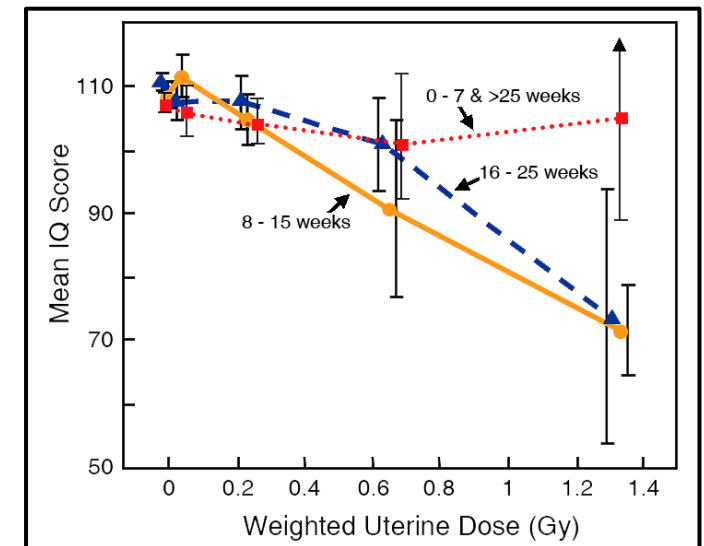 110
90
70
50
Mean IQ Score
0 - 7 & >25 weeks
16 - 25 weeks
8 - 15 weeks
0 0.2 0.4 0.6 0.8 1 1.2 1.4
Weighted Uterine Dose (Gy)